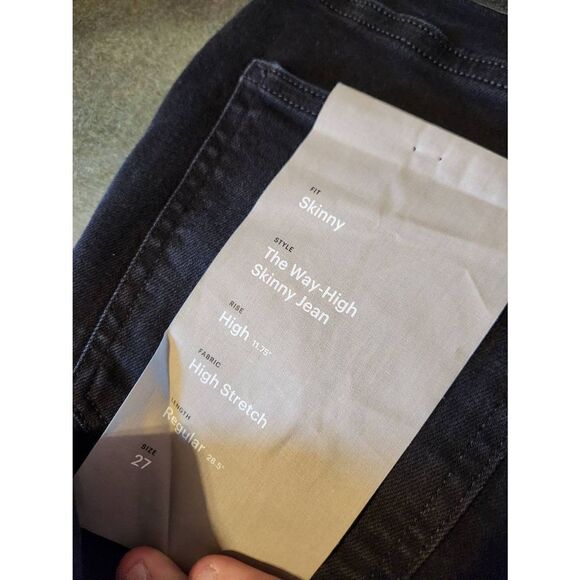 FIT
Skinny
STYLE
The Way-High
Skinny Jean
RISE
High 11.75"
FABRIC
High Stretch
LENGTH
Regular 28.5"
SIZE
27